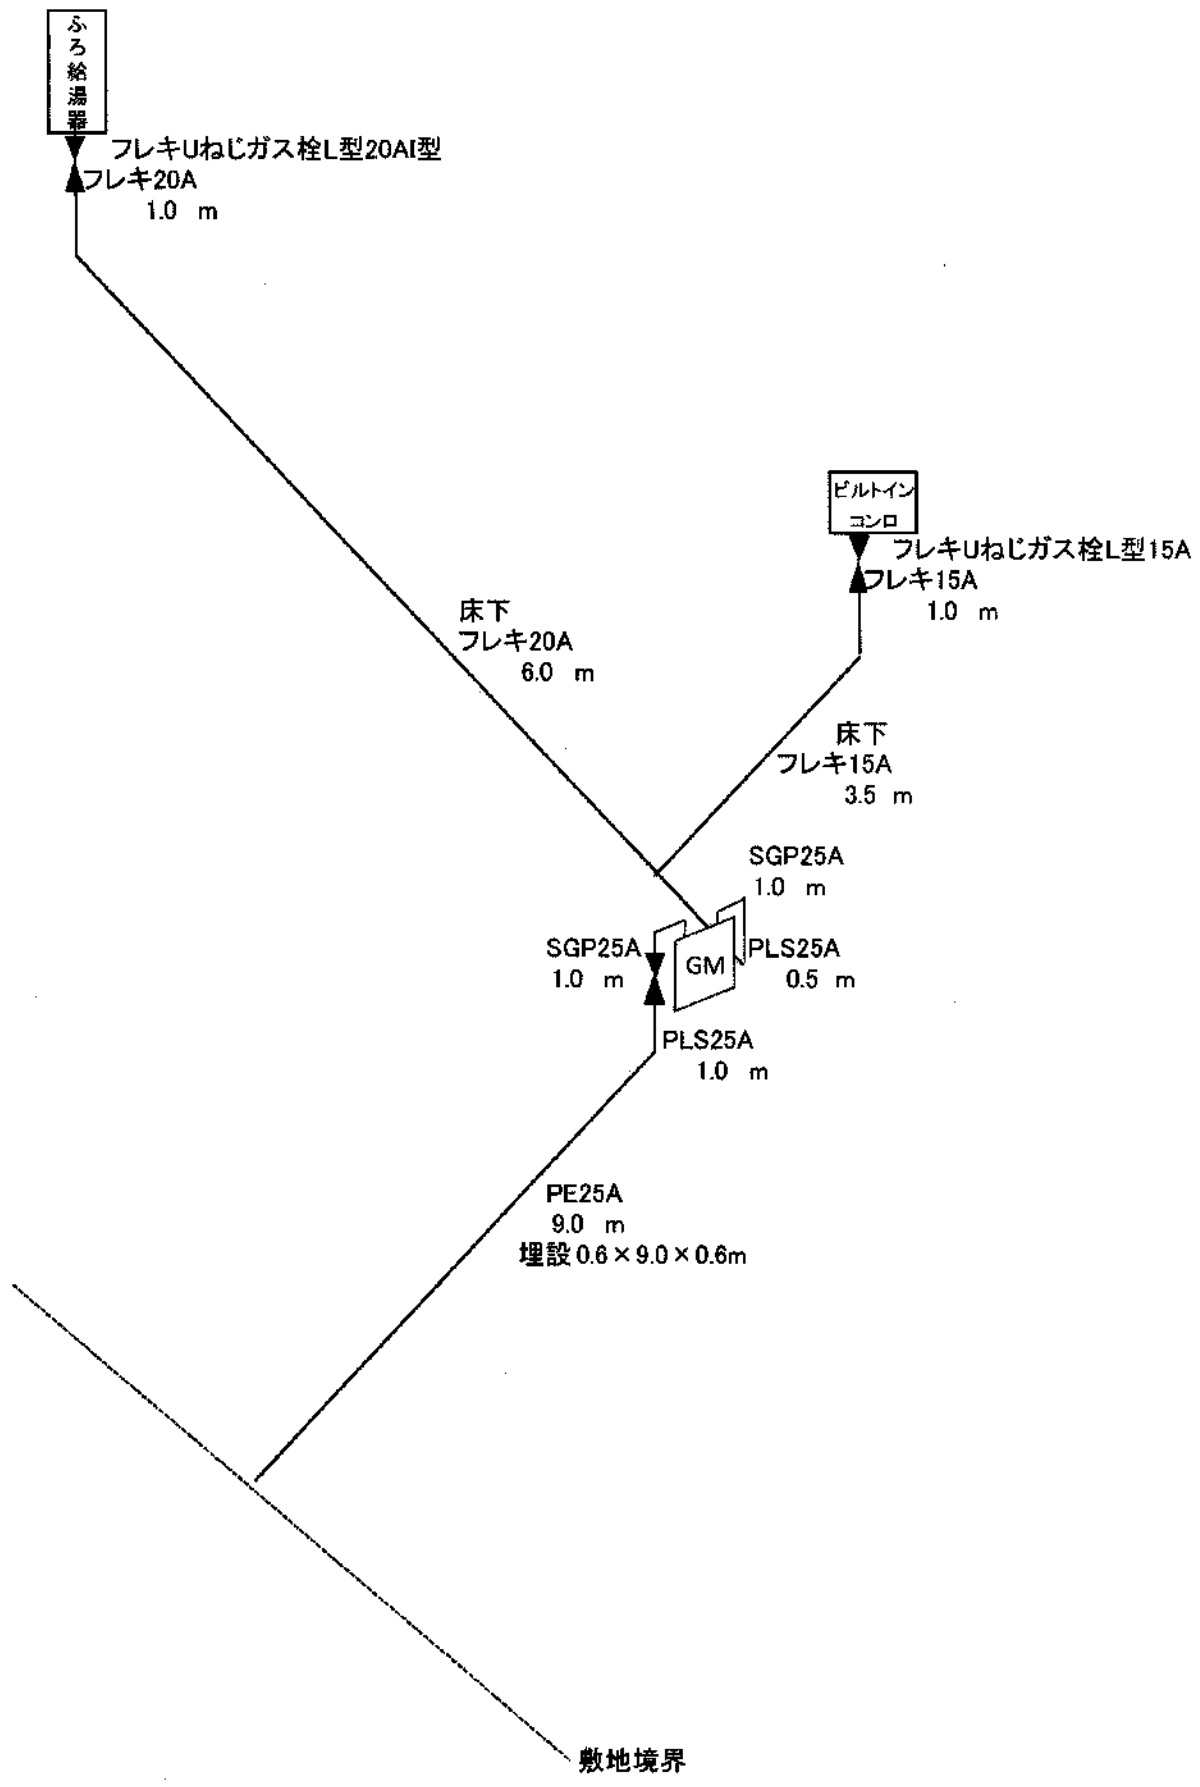 ふろ給湯器
フレキUねじガス栓L型20AI型
フレキ20A
1.0 m
ビルトイン
コンロ
フレキUねじガス栓L型15A
フレキ15A
1.0 m
床下
フレキ20A
6.0 m
床下
フレキ15A
3.5 m
SGP25A
1.0 m
SGP25A
1.0 m
GM
PLS25A
0.5 m
PLS25A
1.0 m
PE25A
9.0 m
埋設0.6×9.0×0.6m
敷地境界